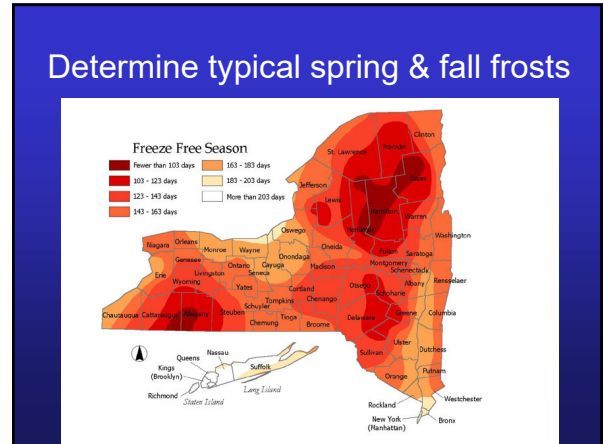 Determine typical spring & fall frosts
Freeze Free Season
Fewer than 103 days
103 - 123 days
123 - 143 days
143 - 163 days
163 - 183 days
183 - 203 days
More than 203 days
Clinton
Franklin
St. Lawrence
Essex
Jefferson
Lewis
Hamilton
Warren
Herkimer
Washington
Oswego
Oneida
Fulton
Saratoga
Niagara
Orleans
Monroe
Wayne
Onondaga
Genesee
Ontario
Cayuga
Seneca
Madison
Montgomery
Schenectady
Erie
Wyoming
Livingston
Yates
Cortland
Otsego
Schoharie
Albany
Rensselaer
Chautauqua
Cattaraugus
Allegany
Steuben
Schuyler
Tompkins
Chemung
Tioga
Chenango
Broome
Delaware
Greene
Columbia
Ulster
Dutchess
Sullivan
Orange
Putnam
Nassau
Queens
Suffolk
Kings
(Brooklyn)
Richmond
Staten Island
Long Island
Rockland
Westchester
New York
(Manhattan)
Bronx